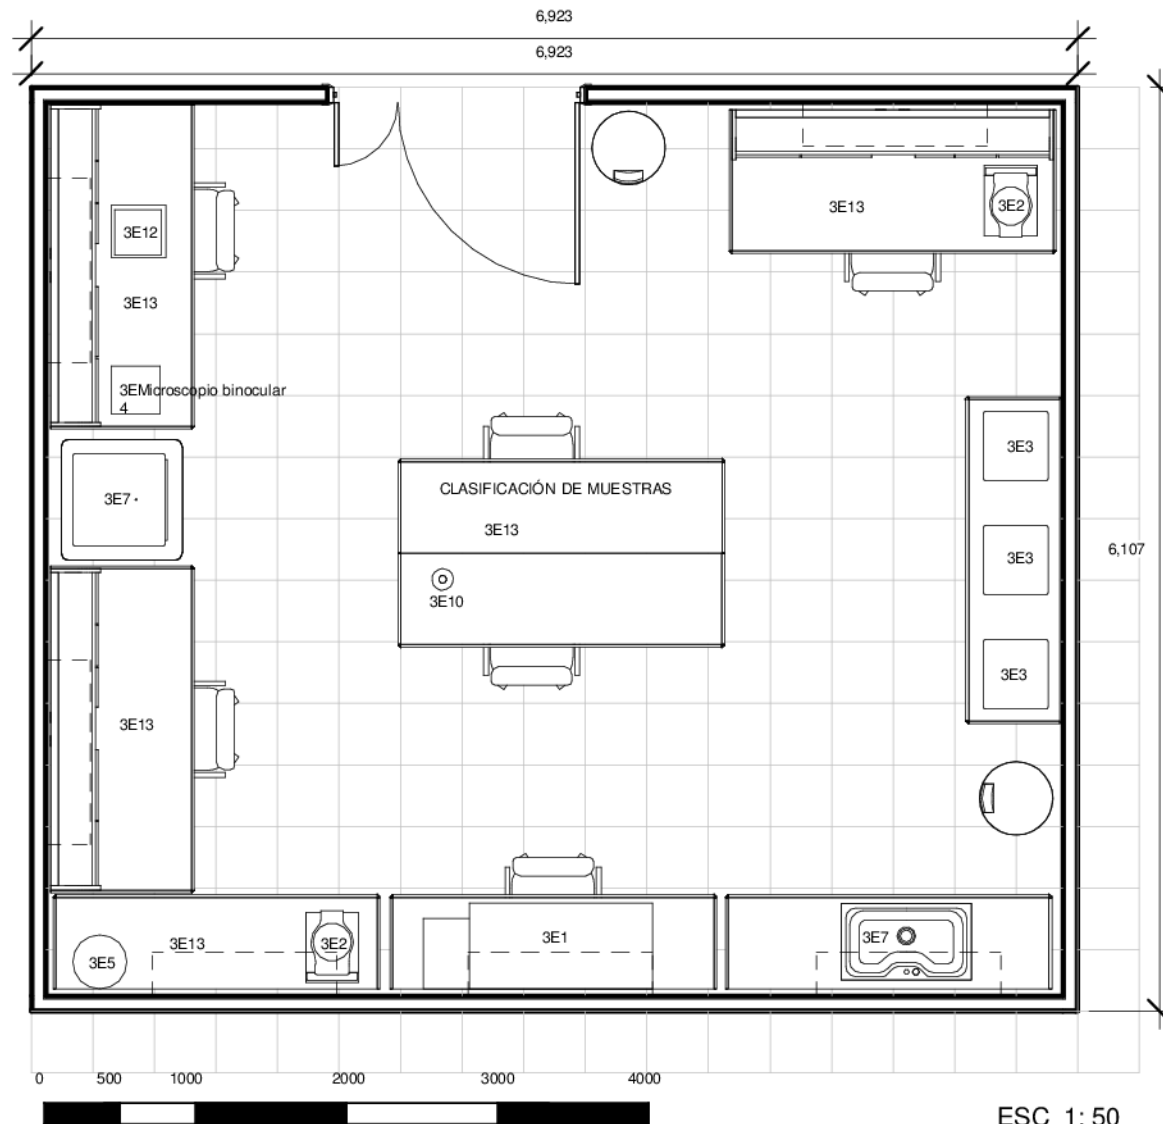 6,923
6,923
3E2
3E13
3E12
3E13
3EMicroscopio binocular
4
3E3
CLASIFICACIÓN DE MUESTRAS
3E7
3E13
6,107
3E3
3E10
3E3
3E13
3E1
3E7
3E13
3E2
3E5
0 500 1000 2000 3000 4000
ESC 1: 50